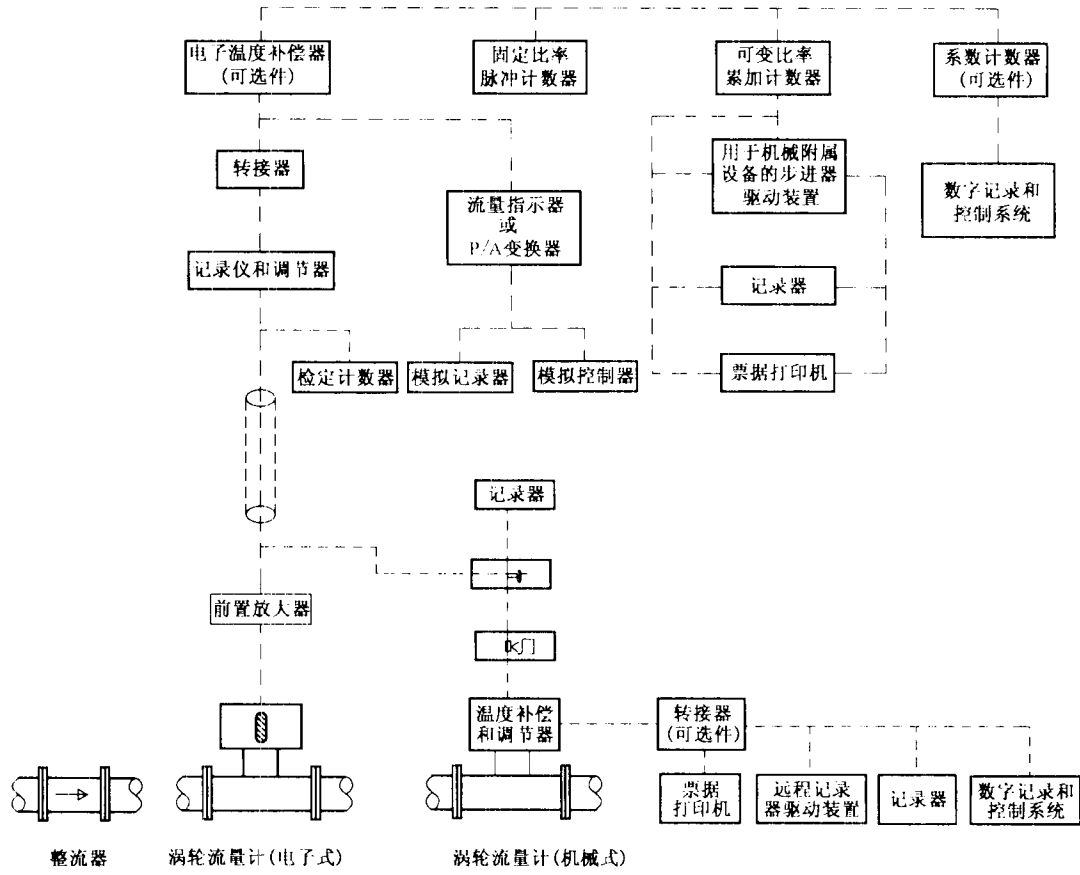 电子温度补偿器
(可选件)
固定比率
脉冲计数器
可变比率
累加计数器
系数计数器
(可选件)
转接器
用于机械附属
设备的步进器
驱动装置
数字记录和
控制系统
流量指示器
或
P/A变换器
记录仪和调节器
记录器
检定计数器
模拟记录器
模拟控制器
票据打印机
记录器
前置放大器
温度补偿
和调节器
转接器
(可选件)
票据
打印机
远程记录
器驱动装置
记录器
数字记录和
控制系统
整流器
涡轮流量计(电子式)
涡轮流量计(机械式)